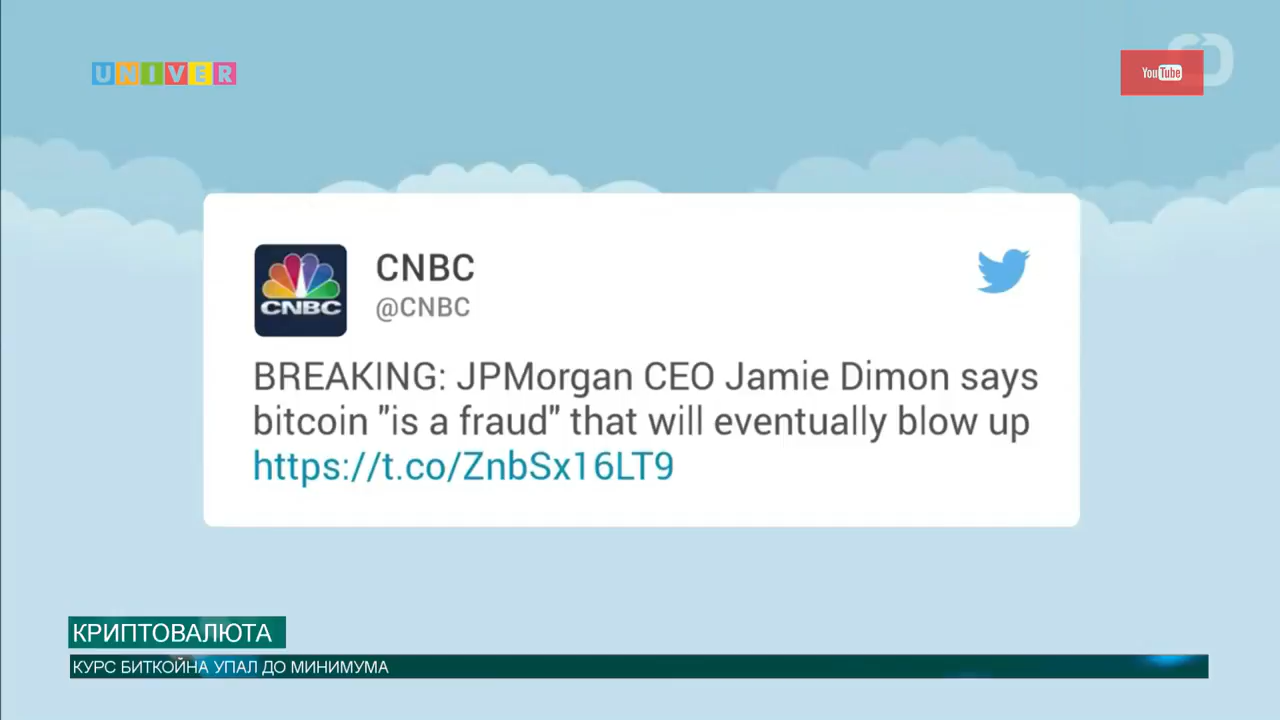 UNIVER
YouTube
CNBC
CNBC
@CNBC
BREAKING: JPMorgan CEO Jamie Dimon says
bitcoin "is a fraud" that will eventually blow up
https://t.co/ZnbSx16LT9
КРИПТОВАЛЮТА
КУРС БИТКОЙНА УПАЛ ДО МИНИМУМА